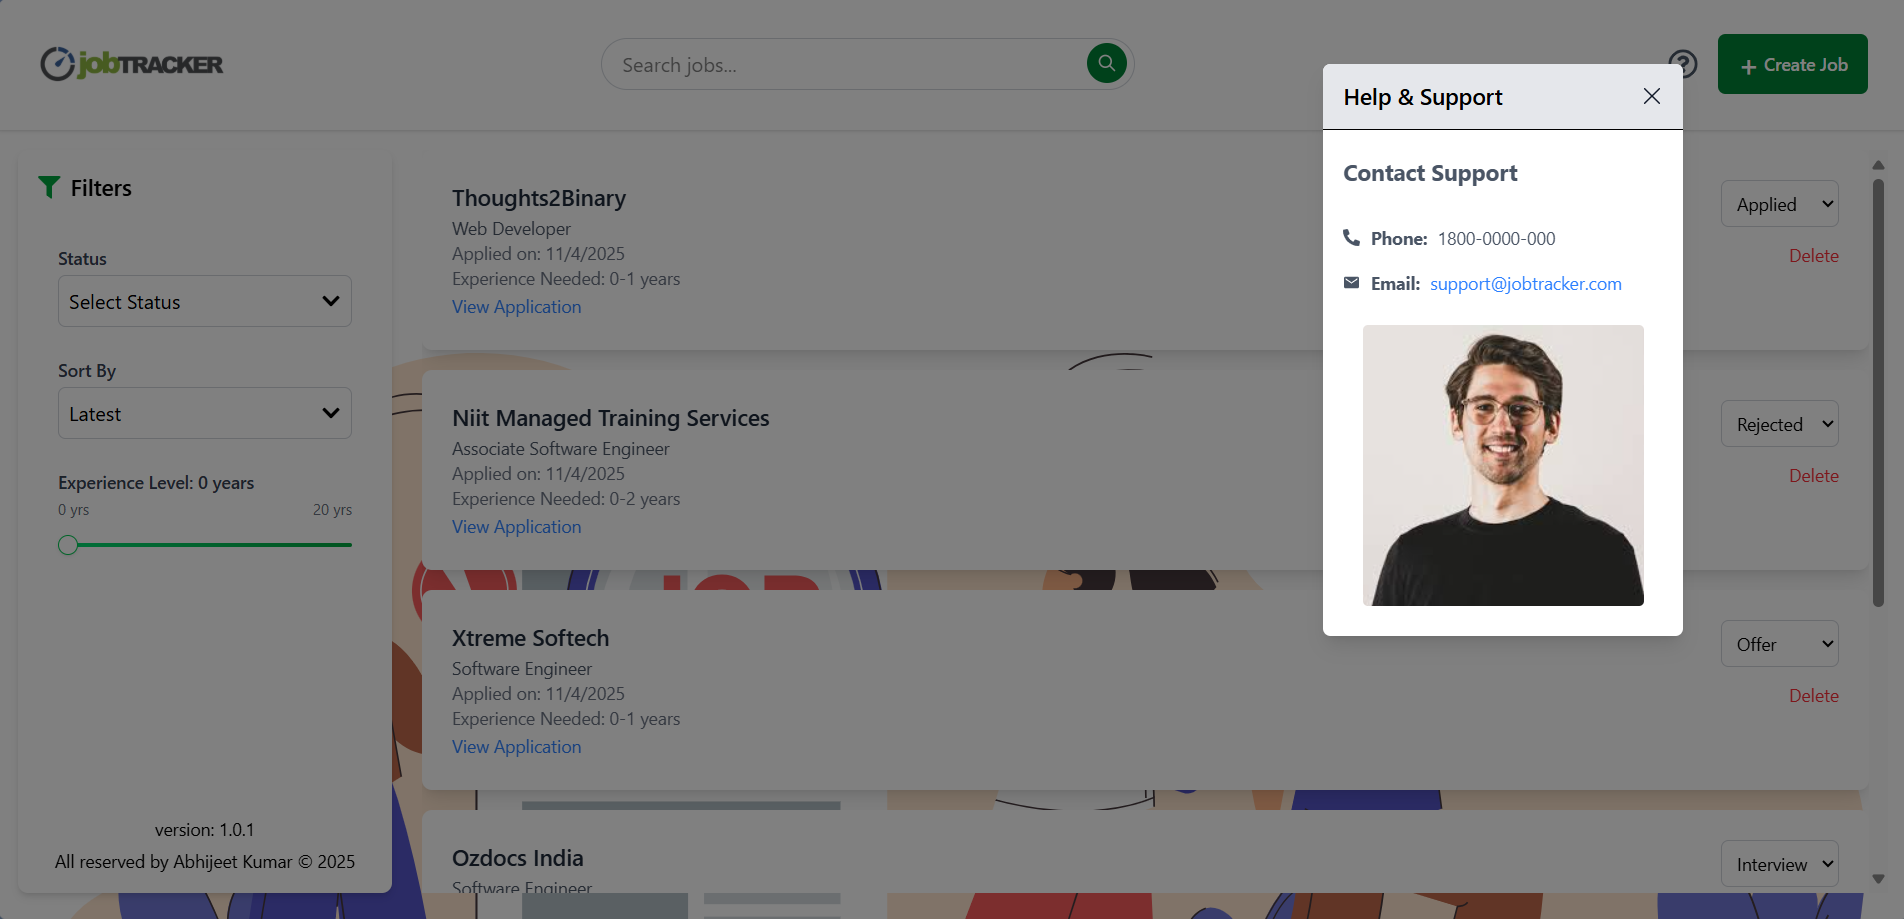 jobTRACKER
Search jobs...
+ Create Job
Help & Support
Contact Support
Phone: 1800-0000-000
Email: support@jobtracker.com
Filters
Status
Select Status
Sort By
Latest
Experience Level: 0 years
0 yrs 20 yrs
version: 1.0.1
All reserved by Abhijeet Kumar © 2025
Thoughts2Binary
Web Developer
Applied on: 11/4/2025
Experience Needed: 0-1 years
View Application
Applied
Delete
Niit Managed Training Services
Associate Software Engineer
Applied on: 11/4/2025
Experience Needed: 0-2 years
View Application
Rejected
Delete
JOB
Xtreme Softech
Software Engineer
Applied on: 11/4/2025
Experience Needed: 0-1 years
View Application
Offer
Delete
Ozdocs India
Software Engineer
Interview